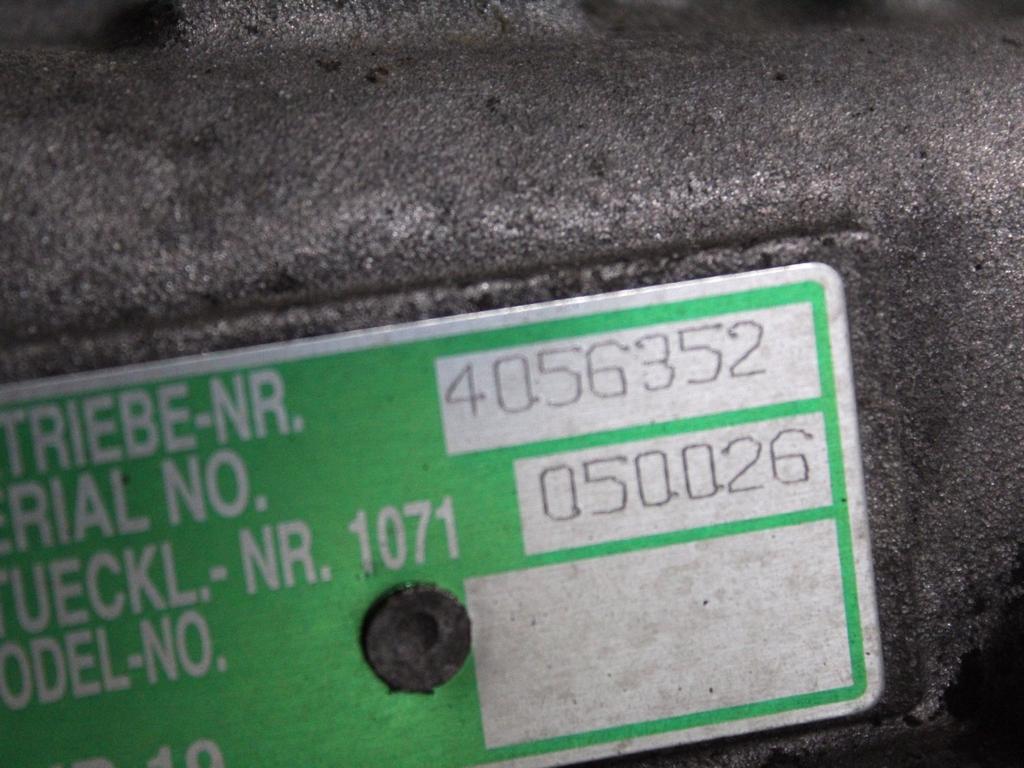 TRIEBE-NR. 4056352
ERIAL NO.
TUECKL.- NR. 1071 050026
ODEL-NO.